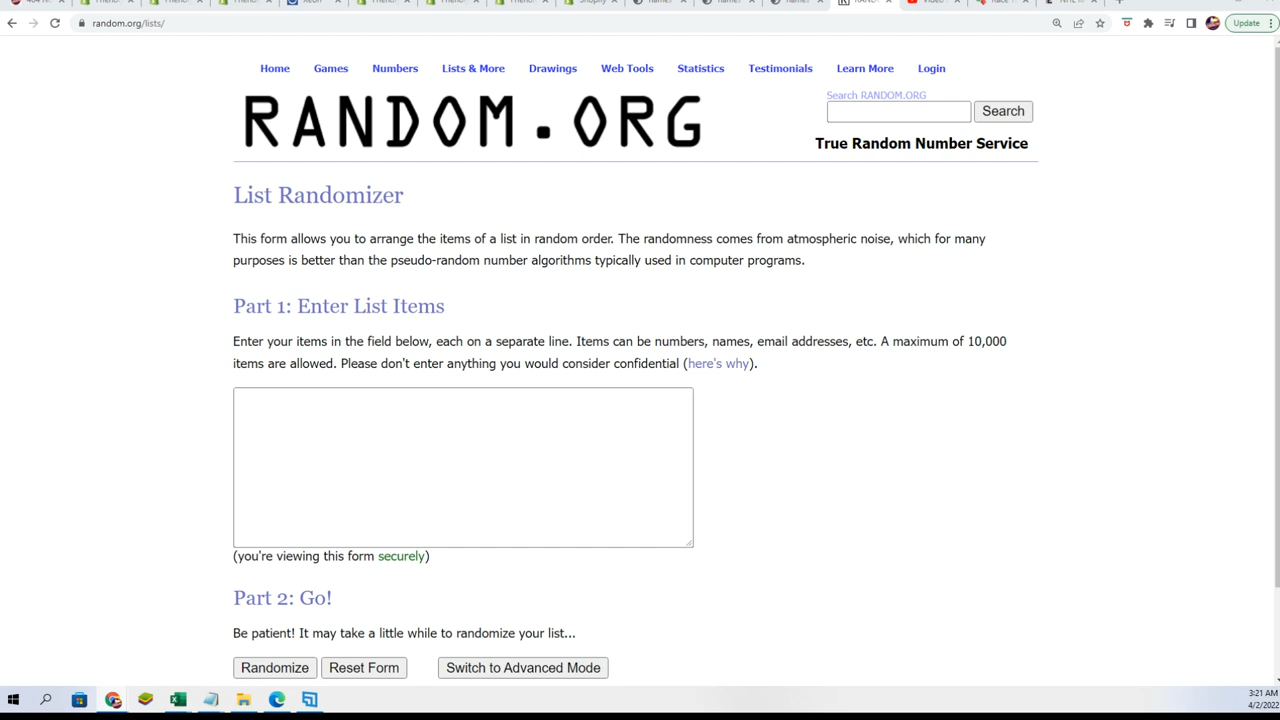 Shopify
random.org/lists/
Update
Home Games Numbers Lists & More Drawings Web Tools Statistics Testimonials Learn More Login
Search RANDOM.ORG
RANDOM.ORG
Search
True Random Number Service
List Randomizer
This form allows you to arrange the items of a list in random order. The randomness comes from atmospheric noise, which for many
purposes is better than the pseudo-random number algorithms typically used in computer programs.
Part 1: Enter List Items
Enter your items in the field below, each on a separate line. Items can be numbers, names, email addresses, etc. A maximum of 10,000
items are allowed. Please don't enter anything you would consider confidential (here's why).
(you're viewing this form securely)
Part 2: Go!
Be patient! It may take a little while to randomize your list...
Randomize Reset Form Switch to Advanced Mode
3:21 AM
4/2/2022